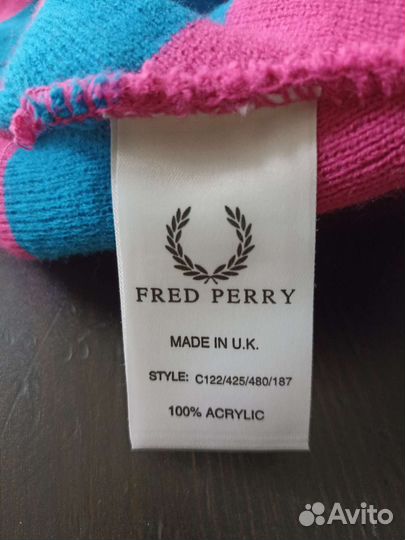 FRED PERRY
MADE IN U.K.
STYLE: C122/425/480/187
100% ACRYLIC
Avito